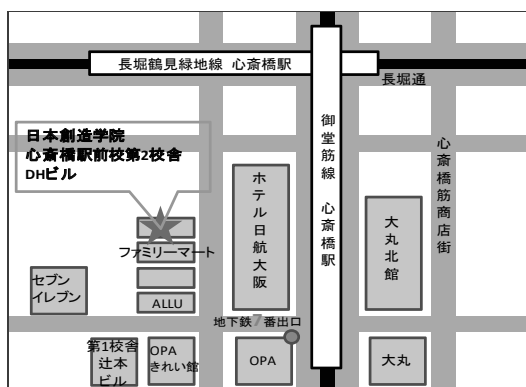 長堀鶴見緑地線 心斎橋駅
長堀通
日本創造学院
心斎橋駅前校第2校舎
DHビル
御堂筋線 心斎橋駅
心斎橋筋商店街
ホテル日航大阪
大丸北館
ファミリーマート
セブン
イレブン
ALLU
地下鉄7番出口
第1校舎
辻本
ビル
OPA
きれい館
OPA
大丸